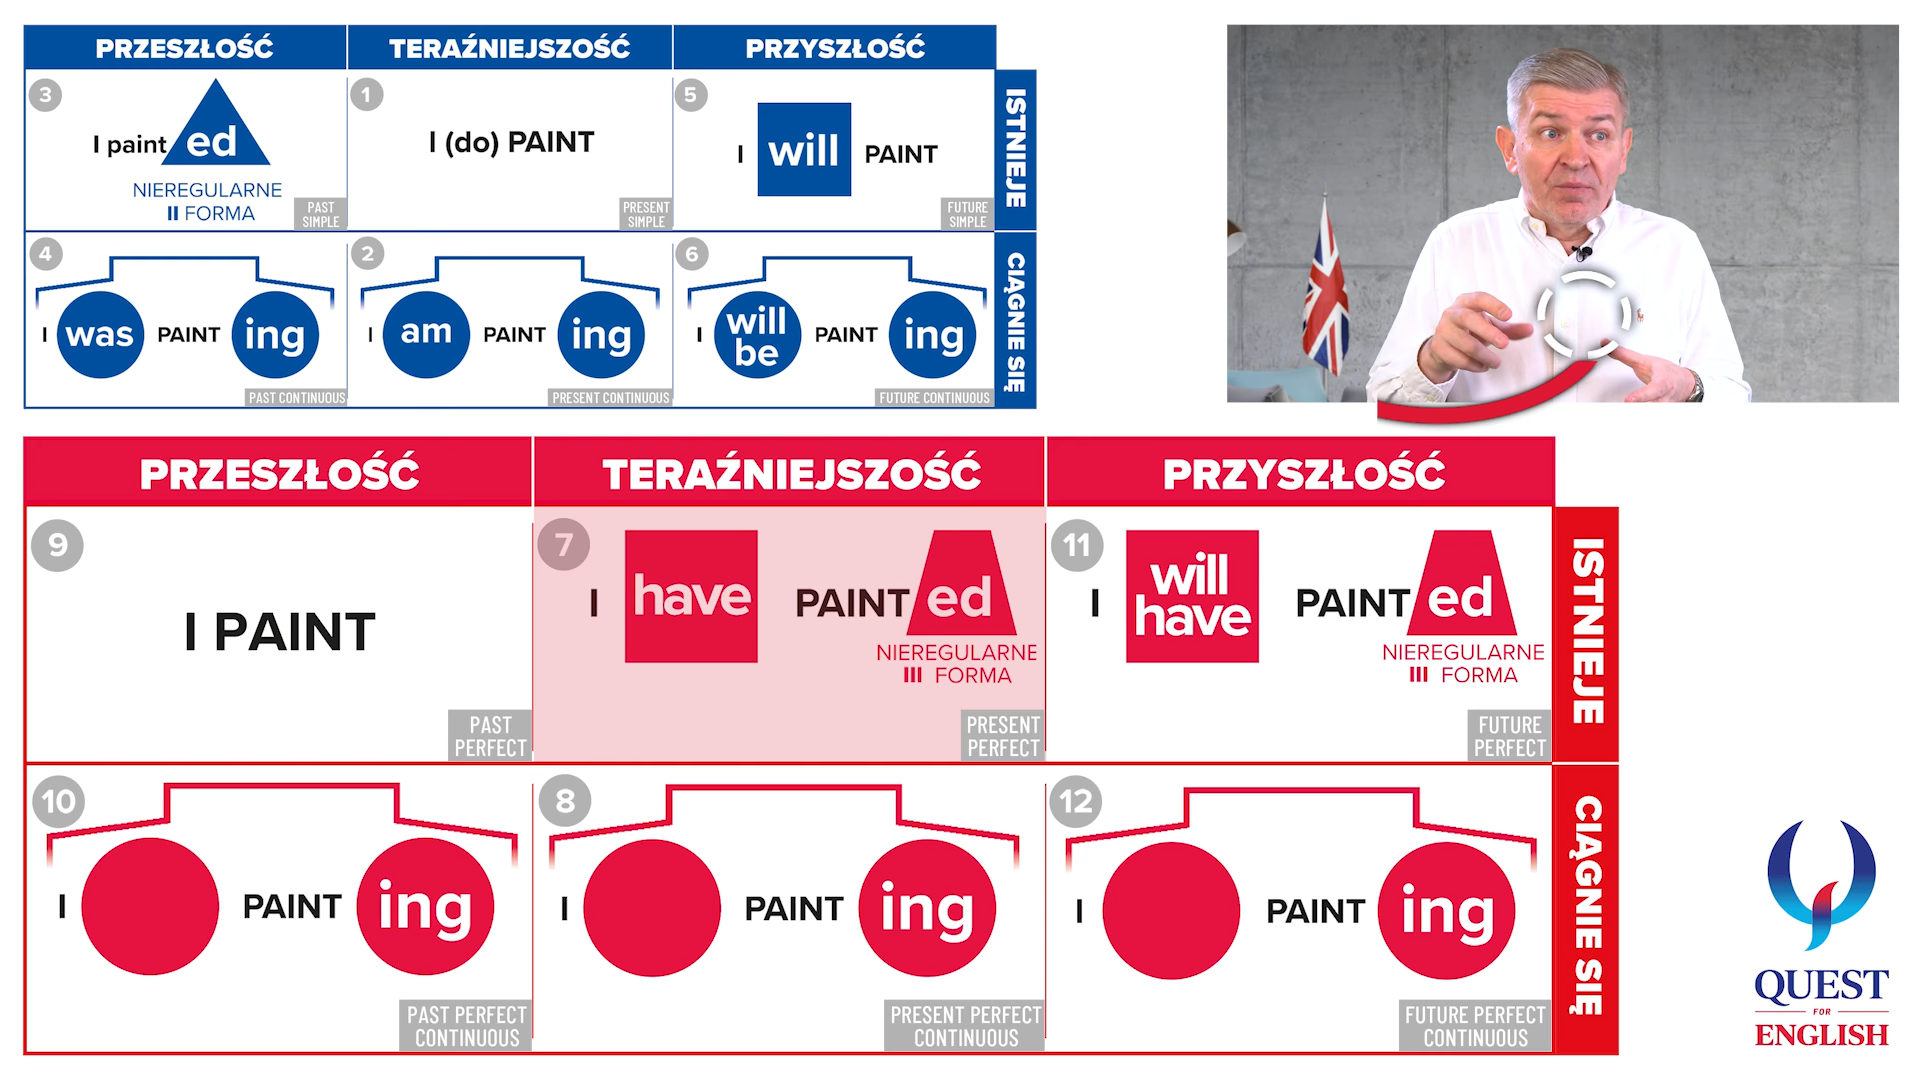 PRZESZŁOŚĆ
TERAŹNIEJSZOŚĆ
PRZYSZŁOŚĆ
3
I paint ed
NIEREGULARNE
II FORMA
PAST
SIMPLE
1
I (do) PAINT
PRESENT
SIMPLE
5
I will PAINT
FUTURE
SIMPLE
ISTNIEJE
4
I was PAINT ing
PAST CONTINUOUS
2
I am PAINT ing
PRESENT CONTINUOUS
6
I will be PAINT ing
FUTURE CONTINUOUS
CIĄGNIE SIĘ
PRZESZŁOŚĆ
TERAŹNIEJSZOŚĆ
PRZYSZŁOŚĆ
9
I PAINT
PAST
PERFECT
7
I have PAINT ed
NIEREGULARNE
III FORMA
PRESENT
PERFECT
11
I will have PAINT ed
NIEREGULARNE
III FORMA
FUTURE
PERFECT
ISTNIEJE
10
I PAINT ing
PAST PERFECT
CONTINUOUS
8
I PAINT ing
PRESENT PERFECT
CONTINUOUS
12
I PAINT ing
FUTURE PERFECT
CONTINUOUS
CIĄGNIE SIĘ
QUEST
FOR
ENGLISH